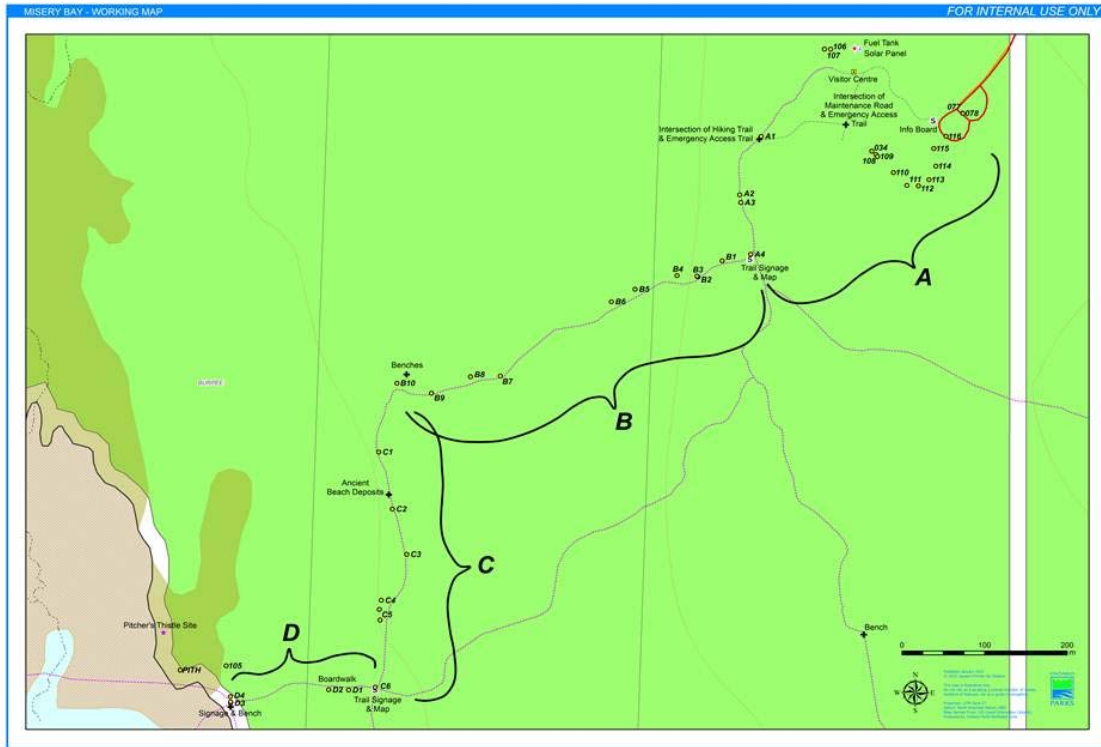 MISERY BAY - WORKING MAP
FOR INTERNAL USE ONLY
106
107
Fuel Tank
Solar Panel
Visitor Centre
Intersection of
Maintenance Road
& Emergency Access
Trail
077
078
S
Info Board
116
Intersection of Hiking Trail
& Emergency Access Trail
A1
034
108
109
115
114
110
111
113
112
A2
A3
A
A4
S
Trail Signage
& Map
B1
B2
B3
B4
B5
B6
B7
B8
B9
B10
Benches
BURPEE
B
C1
Ancient
Beach Deposits
C2
C3
C
C4
C5
C6
S
Trail Signage
& Map
Pitcher's Thistle Site
PITH
105
D
Boardwalk
D2
D1
D4
D3
Signage & Bench
Bench
0
100
200
m
N
W
E
S
ONTARIO
PARKS